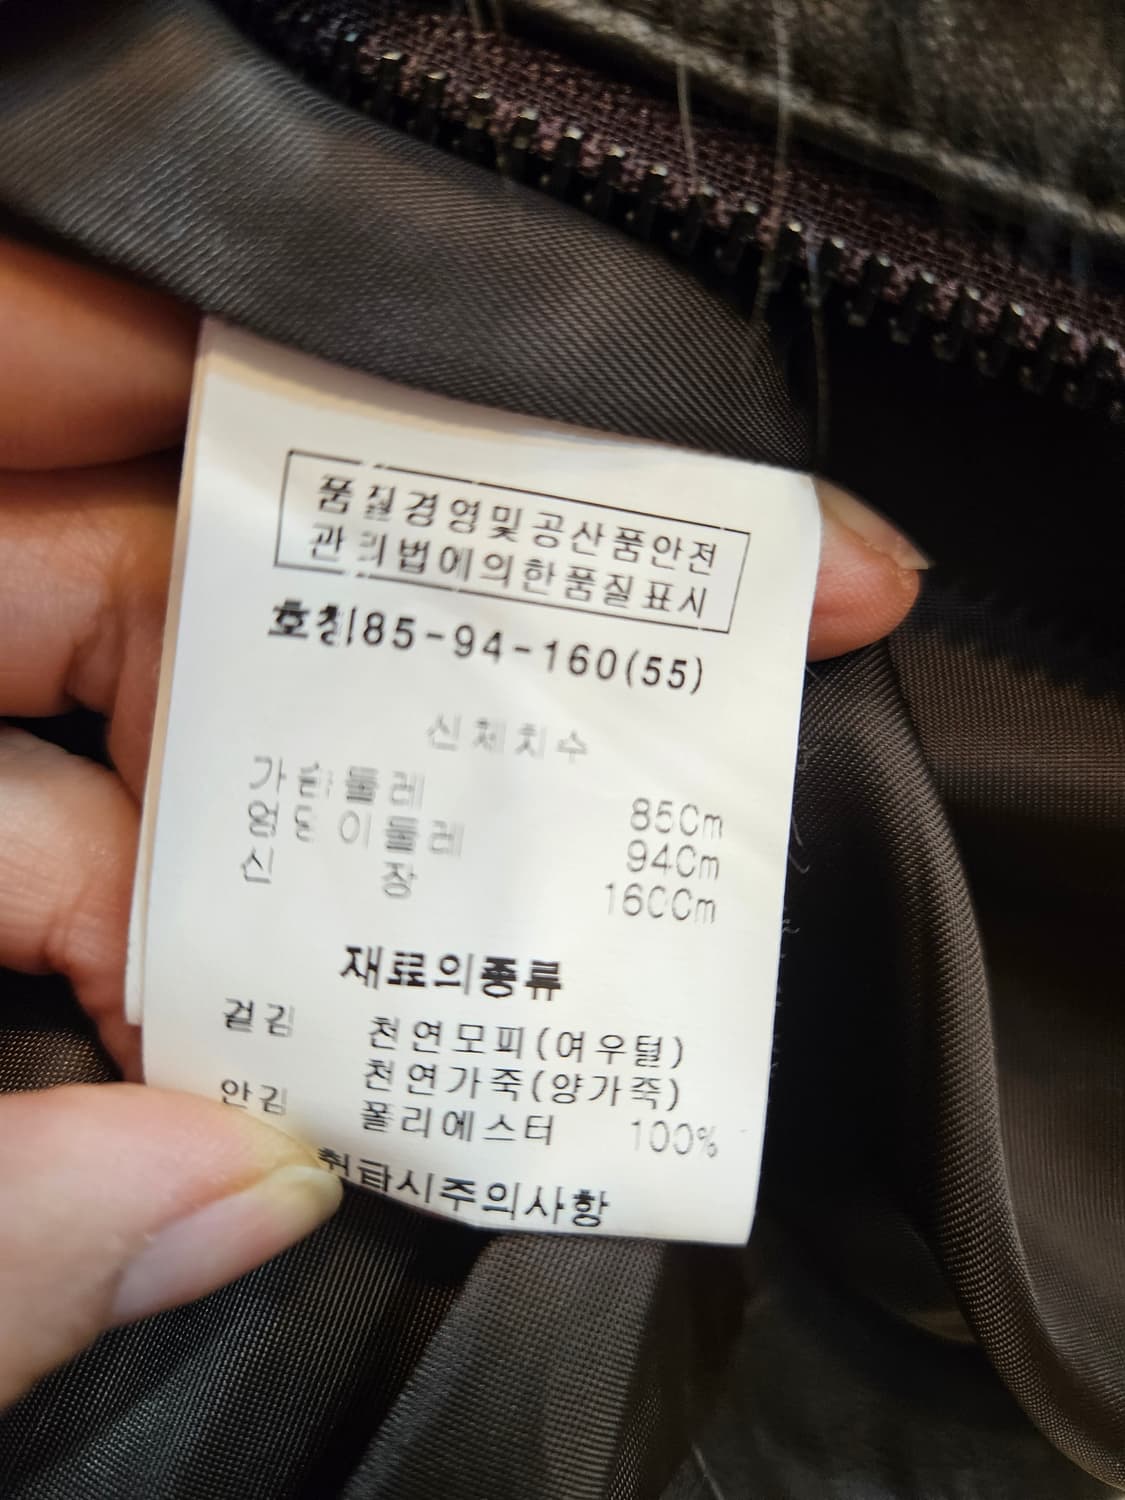 품질경영및공산품안전
관리법에의한품질표시
호칭85-94-160(55)
신체치수
가슴둘레 85Cm
엉덩이둘레 94Cm
신 장 160Cm
재료의종류
겉감 천연모피(여우털)
천연가죽(양가죽)
안감 폴리에스터 100%
취급시주의사항